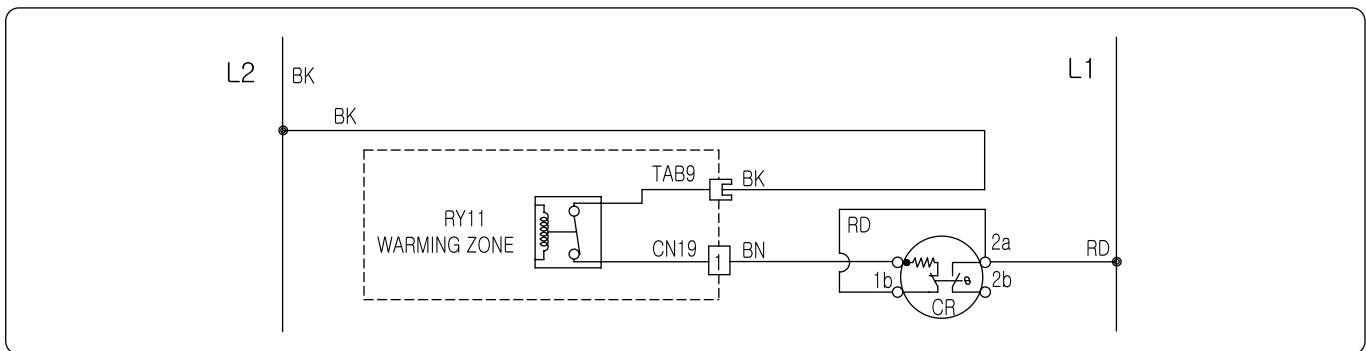 L2
BK
L1
BK
TAB9
BK
RY11
WARMING ZONE
RD
2a
RD
CN19
1
BN
1b
2b
θ
CR